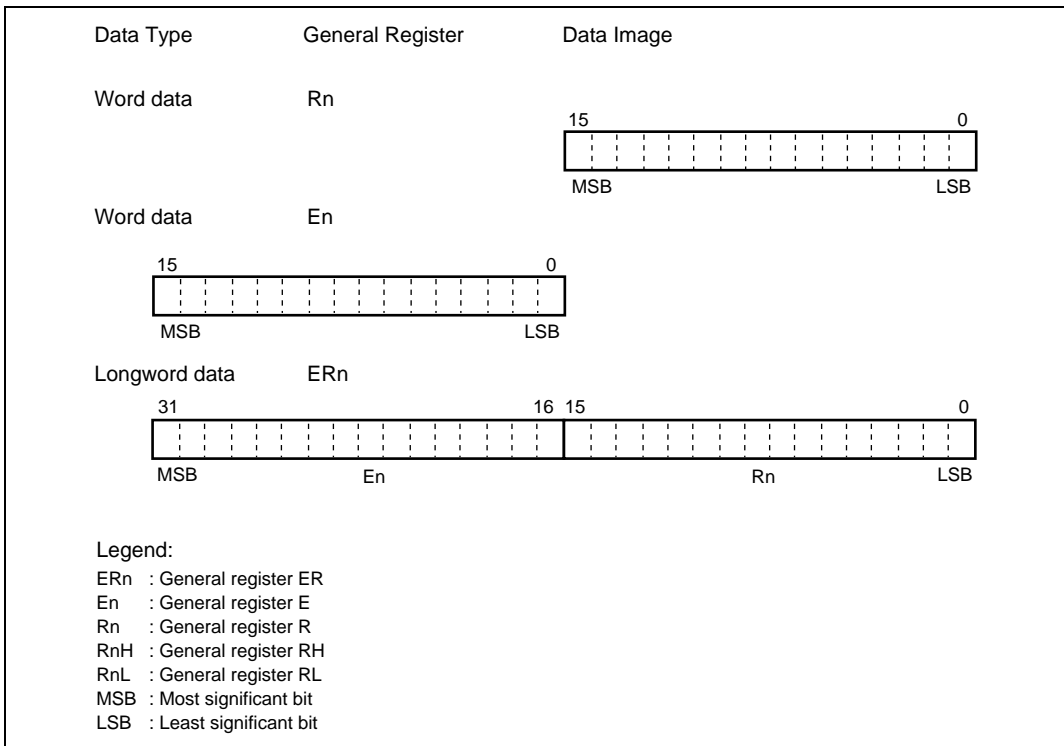 Data Type General Register Data Image
Word data Rn
15 0
MSB LSB
Word data En
15 0
MSB LSB
Longword data ERn
31 16 15 0
MSB En Rn LSB
Legend:
ERn : General register ER
En : General register E
Rn : General register R
RnH : General register RH
RnL : General register RL
MSB : Most significant bit
LSB : Least significant bit